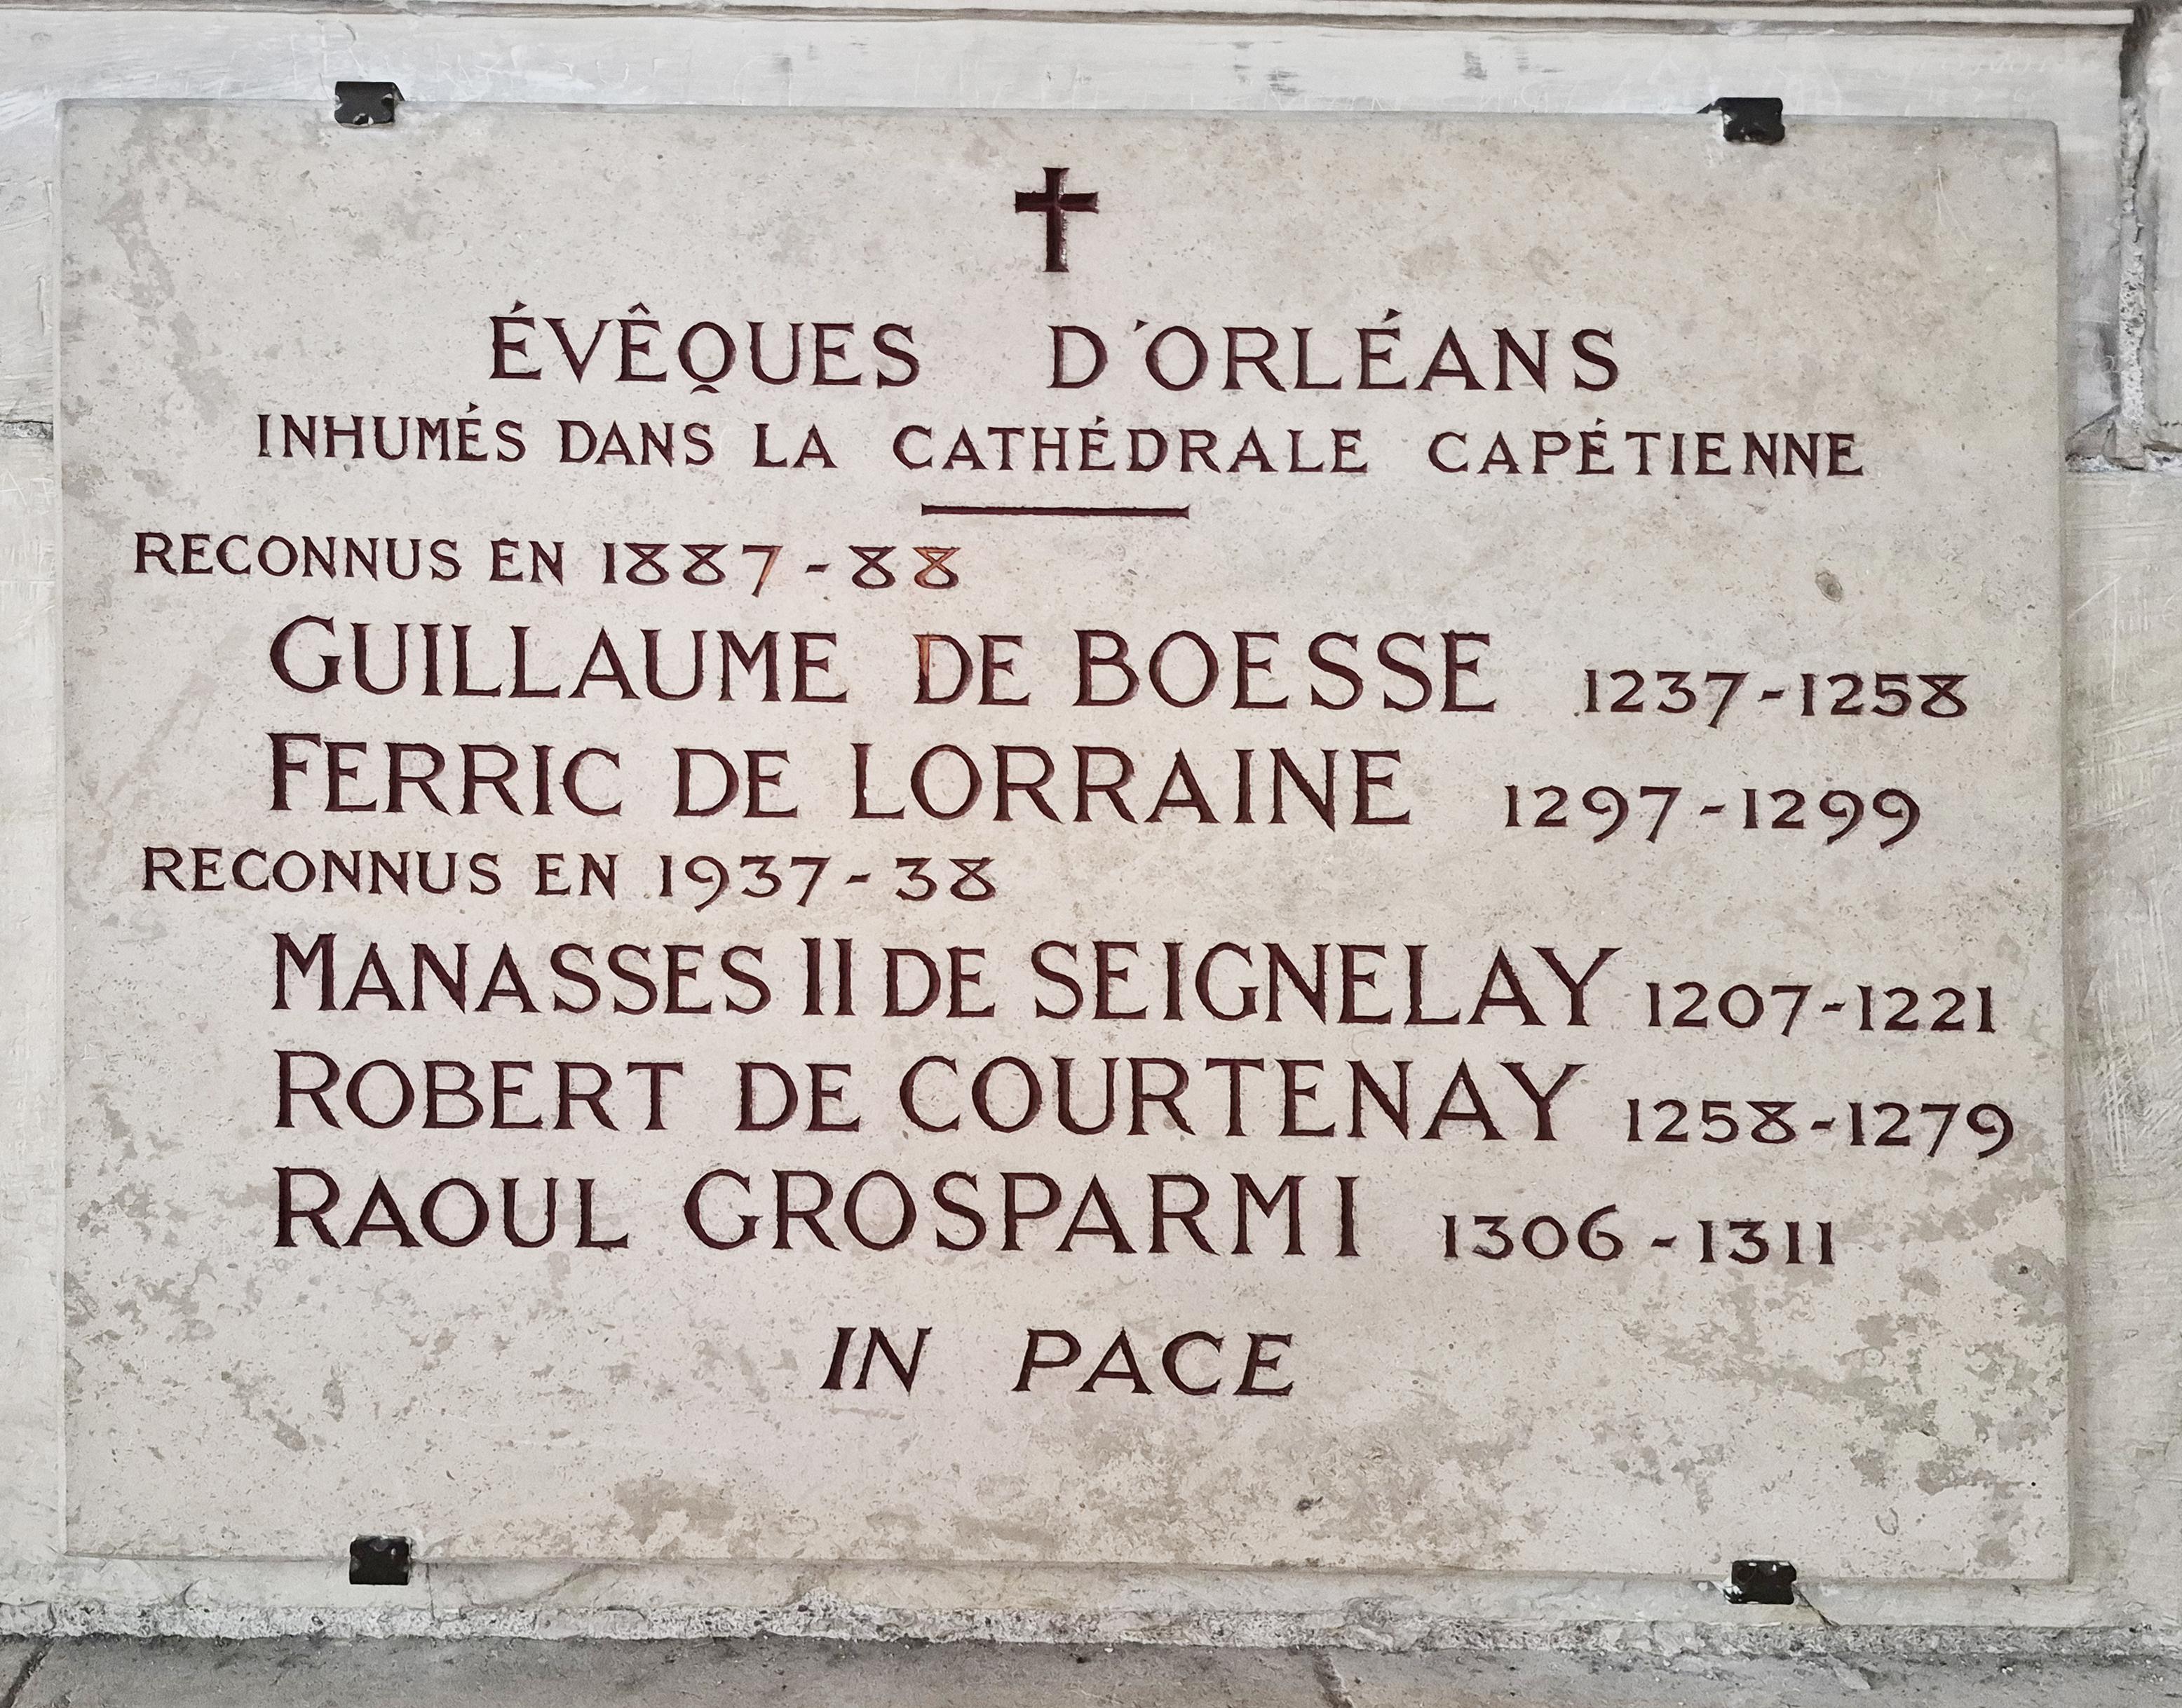 ÉVÊQUES D'ORLÉANS
INHUMÉS DANS LA CATHÉDRALE CAPÉTIENNE
RECONNUS EN 1887-88
GUILLAUME DE BOESSE 1237-1258
FERRIC DE LORRAINE 1297-1299
RECONNUS EN 1937-38
MANASSES II DE SEIGNELAY 1207-1221
ROBERT DE COURTENAY 1258-1279
RAOUL GROSPARMI 1306-1311
IN PACE